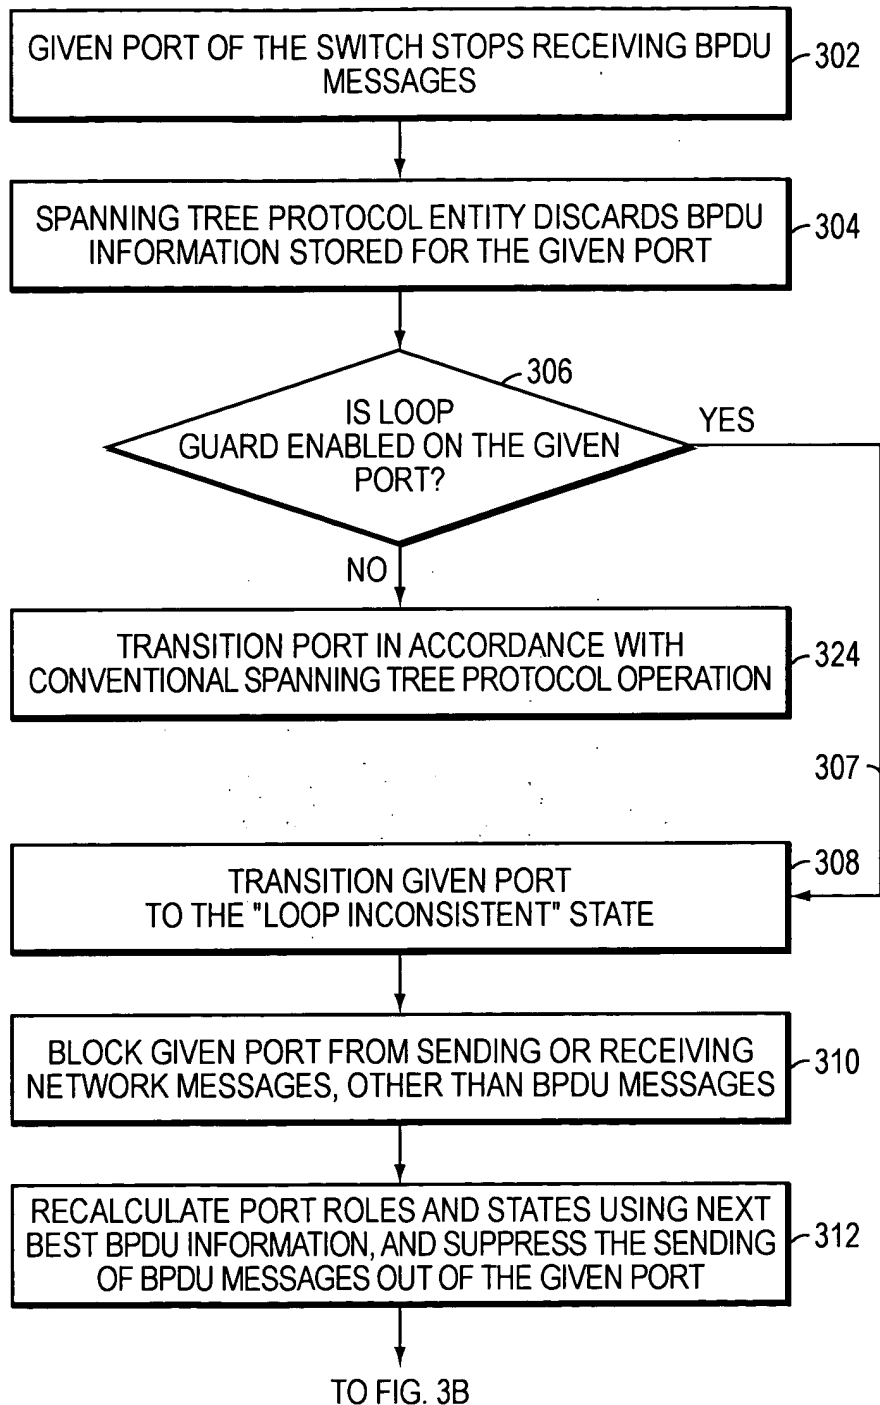 GIVEN PORT OF THE SWITCH STOPS RECEIVING BPDU
MESSAGES
302
SPANNING TREE PROTOCOL ENTITY DISCARDS BPDU
INFORMATION STORED FOR THE GIVEN PORT
304
306
IS LOOP
GUARD ENABLED ON THE GIVEN
PORT?
YES
NO
TRANSITION PORT IN ACCORDANCE WITH
CONVENTIONAL SPANNING TREE PROTOCOL OPERATION
324
307
TRANSITION GIVEN PORT
TO THE "LOOP INCONSISTENT" STATE
308
BLOCK GIVEN PORT FROM SENDING OR RECEIVING
NETWORK MESSAGES, OTHER THAN BPDU MESSAGES
310
RECALCULATE PORT ROLES AND STATES USING NEXT
BEST BPDU INFORMATION, AND SUPPRESS THE SENDING
OF BPDU MESSAGES OUT OF THE GIVEN PORT
312
TO FIG. 3B